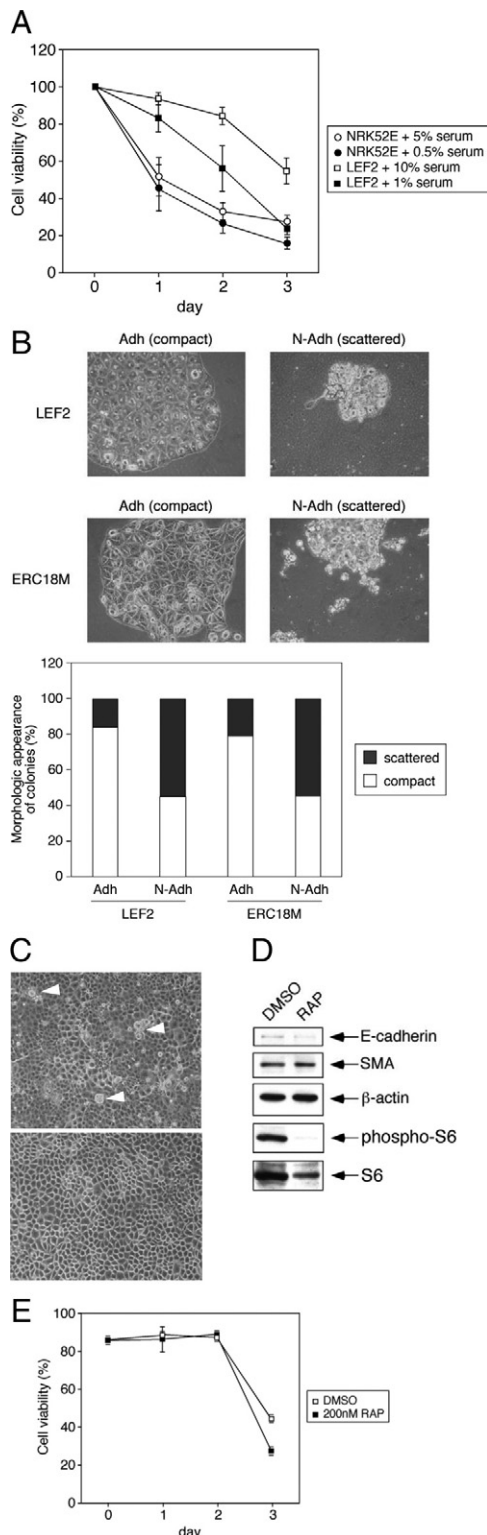 A
120
100
80
60
40
20
0
Cell viability (%)
0 1 2 3
day
NRK52E + 5% serum
NRK52E + 0.5% serum
LEF2 + 10% serum
LEF2 + 1% serum
B
Adh (compact) N-Adh (scattered)
LEF2
Adh (compact) N-Adh (scattered)
ERC18M
120
100
80
60
40
20
0
Morphologic appearance
of colonies (%)
scattered
compact
Adh N-Adh Adh N-Adh
LEF2 ERC18M
C
D
DMSO RAP
E-cadherin
SMA
β-actin
phospho-S6
S6
E
100
80
60
40
20
0
Cell viability (%)
0 1 2 3
day
DMSO
200nM RAP